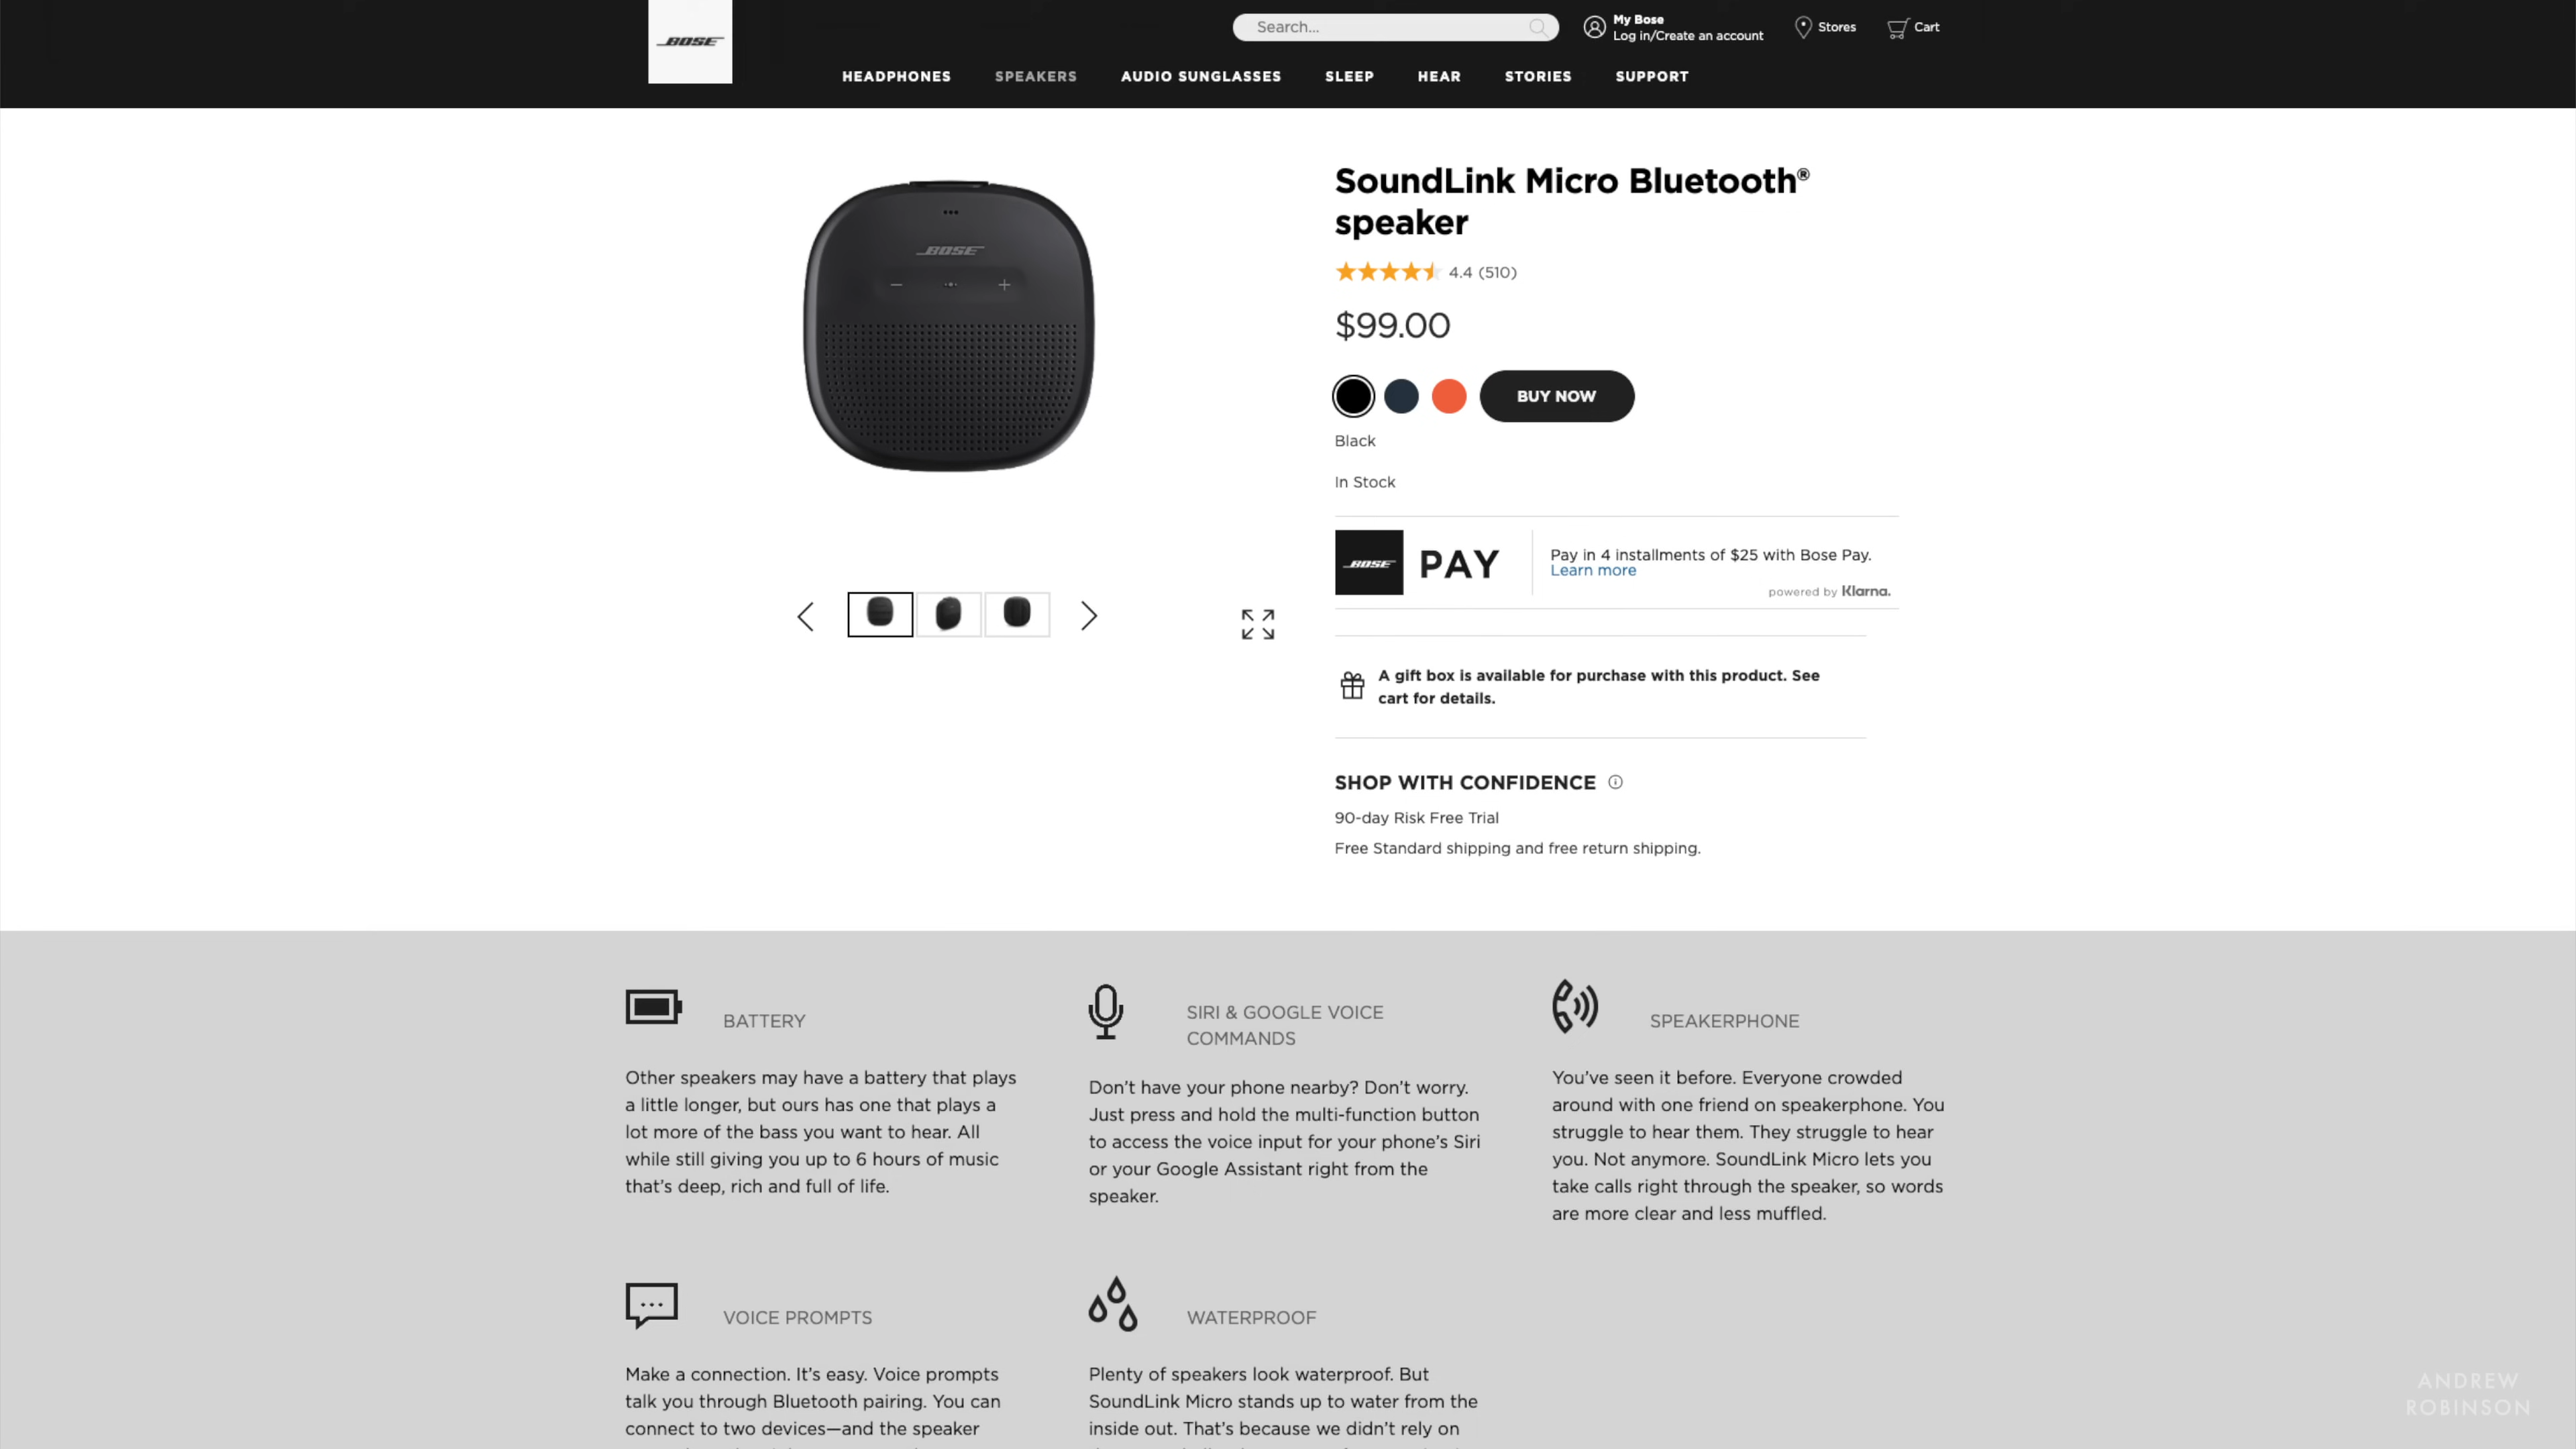 BOSE
Search...
My Bose
Log in/Create an account
Stores
Cart
HEADPHONES SPEAKERS AUDIO SUNGLASSES SLEEP HEAR STORIES SUPPORT
BOSE
SoundLink Micro Bluetooth®
speaker
4.4 (510)
$99.00
BUY NOW
Black
In Stock
BOSE
PAY
Pay in 4 installments of $25 with Bose Pay.
Learn more
powered by Klarna.
A gift box is available for purchase with this product. See
cart for details.
SHOP WITH CONFIDENCE
90-day Risk Free Trial
Free Standard shipping and free return shipping.
BATTERY
Other speakers may have a battery that plays
a little longer, but ours has one that plays a
lot more of the bass you want to hear. All
while still giving you up to 6 hours of music
that's deep, rich and full of life.
SIRI & GOOGLE VOICE
COMMANDS
Don't have your phone nearby? Don't worry.
Just press and hold the multi-function button
to access the voice input for your phone's Siri
or your Google Assistant right from the
speaker.
SPEAKERPHONE
You've seen it before. Everyone crowded
around with one friend on speakerphone. You
struggle to hear them. They struggle to hear
you. Not anymore. SoundLink Micro lets you
take calls right through the speaker, so words
are more clear and less muffled.
VOICE PROMPTS
Make a connection. It's easy. Voice prompts
talk you through Bluetooth pairing. You can
connect to two devices—and the speaker
WATERPROOF
Plenty of speakers look waterproof. But
SoundLink Micro stands up to water from the
inside out. That's because we didn't rely on
ANDREW
ROBINSON